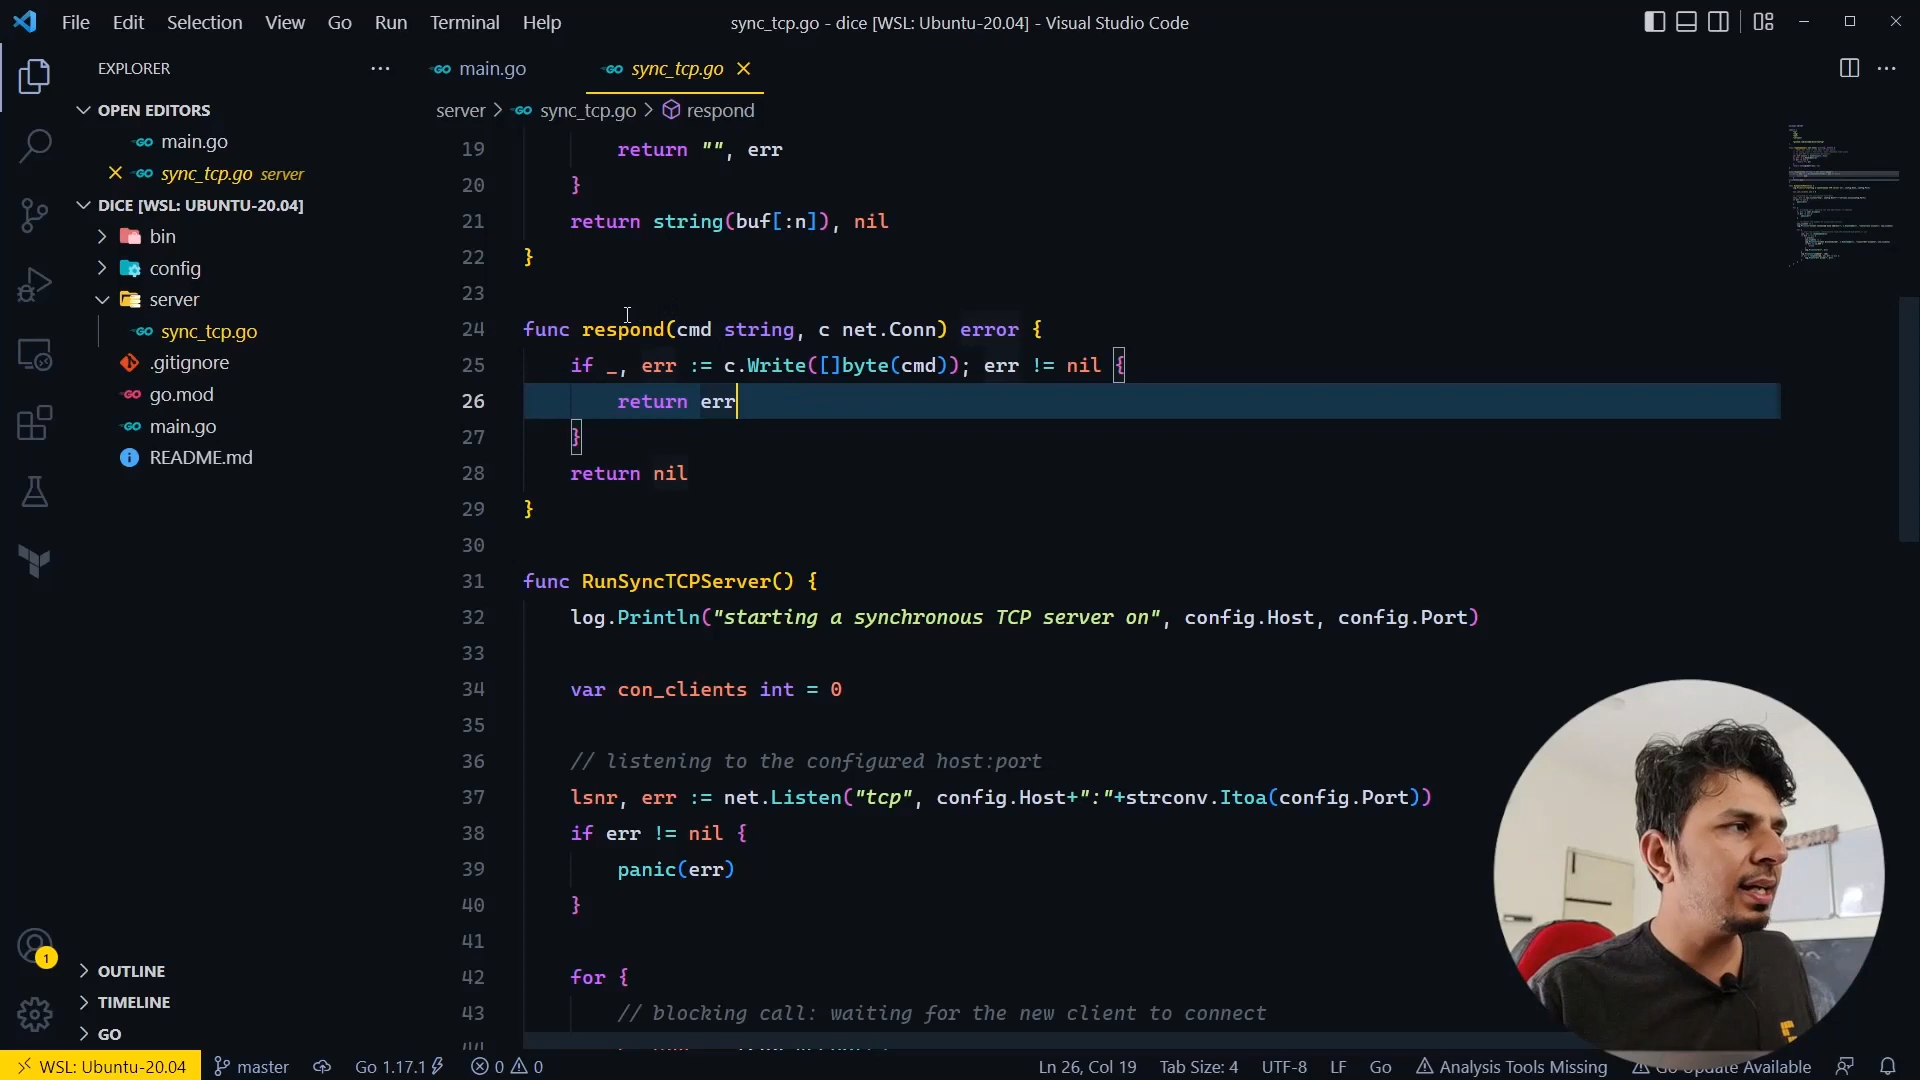 File Edit Selection View Go Run Terminal Help
sync_tcp.go - dice [WSL: Ubuntu-20.04] - Visual Studio Code
EXPLORER
OPEN EDITORS
main.go
sync_tcp.go server
DICE [WSL: UBUNTU-20.04]
bin
config
server
sync_tcp.go
.gitignore
go.mod
main.go
README.md
OUTLINE
TIMELINE
GO
main.go sync_tcp.go
server > sync_tcp.go > respond
19 return "", err
20 }
21 return string(buf[:n]), nil
22 }
23
24 func respond(cmd string, c net.Conn) error {
25 if _, err := c.Write([]byte(cmd)); err != nil {
26 return err
27 }
28 return nil
29 }
30
31 func RunSyncTCPServer() {
32 log.Println("starting a synchronous TCP server on", config.Host, config.Port)
33
34 var con_clients int = 0
35
36 // listening to the configured host:port
37 lsnr, err := net.Listen("tcp", config.Host+":"+strconv.Itoa(config.Port))
38 if err != nil {
39 panic(err)
40 }
41
42 for {
43 // blocking call: waiting for the new client to connect
1
WSL: Ubuntu-20.04 master Go 1.17.1 0 0 Ln 26, Col 19 Tab Size: 4 UTF-8 LF Go Analysis Tools Missing Go Update Available